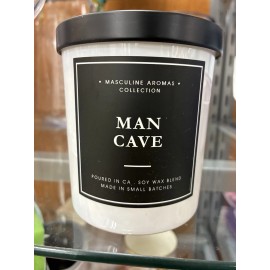 • MASCULINE AROMAS •
COLLECTION
MAN
CAVE
POURED IN CA . SOY WAX BLEND
MADE IN SMALL BATCHES